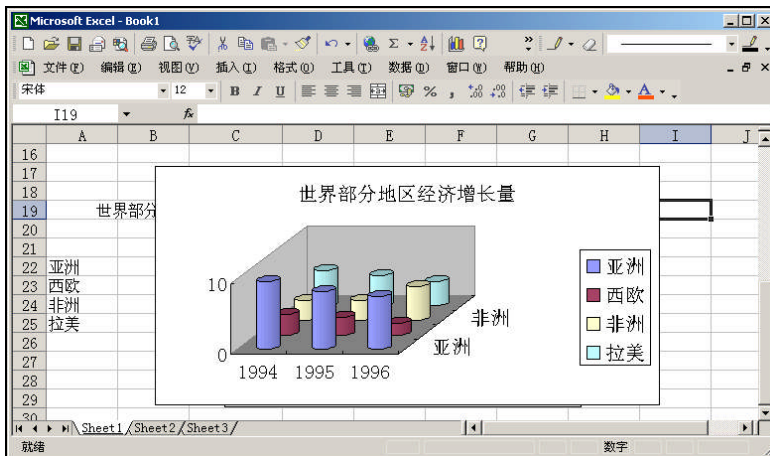 Microsoft Excel - Book1
文件(F) 编辑(E) 视图(V) 插入(I) 格式(O) 工具(T) 数据(D) 窗口(W) 帮助(H)
宋体 12 B I U % ,
I19 fx
A B C D E F G H I J
16
17
18
19 世界部分
20
21
22 亚洲
23 西欧
24 非洲
25 拉美
26
27
28
29
30
世界部分地区经济增长量
10
0
1994 1995 1996
亚洲
非洲
亚洲
西欧
非洲
拉美
Sheet1 Sheet2 Sheet3
就绪 数字